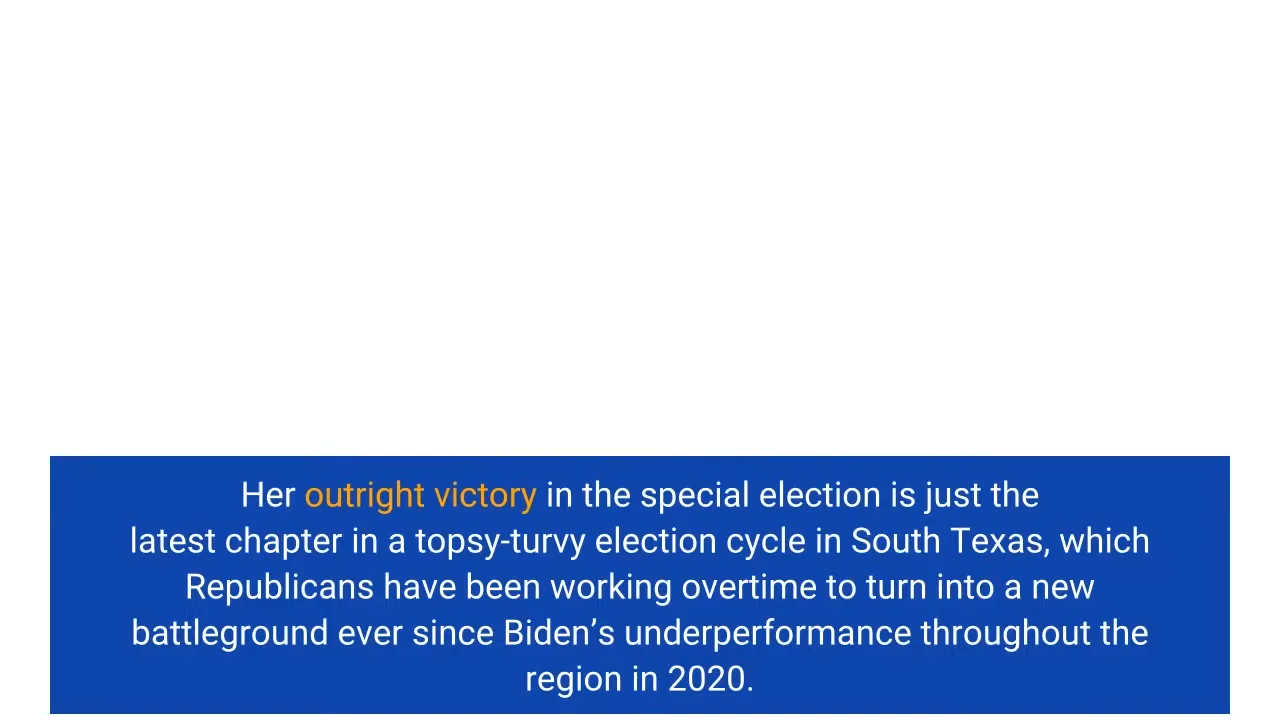 Her outright victory in the special election is just the
latest chapter in a topsy-turvy election cycle in South Texas, which
Republicans have been working overtime to turn into a new
battleground ever since Biden’s underperformance throughout the
region in 2020.